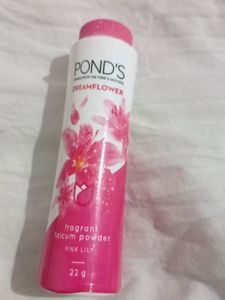 POND'S
DREAMFLOWER
fragrant
talcum powder
PINK LILY
22 g